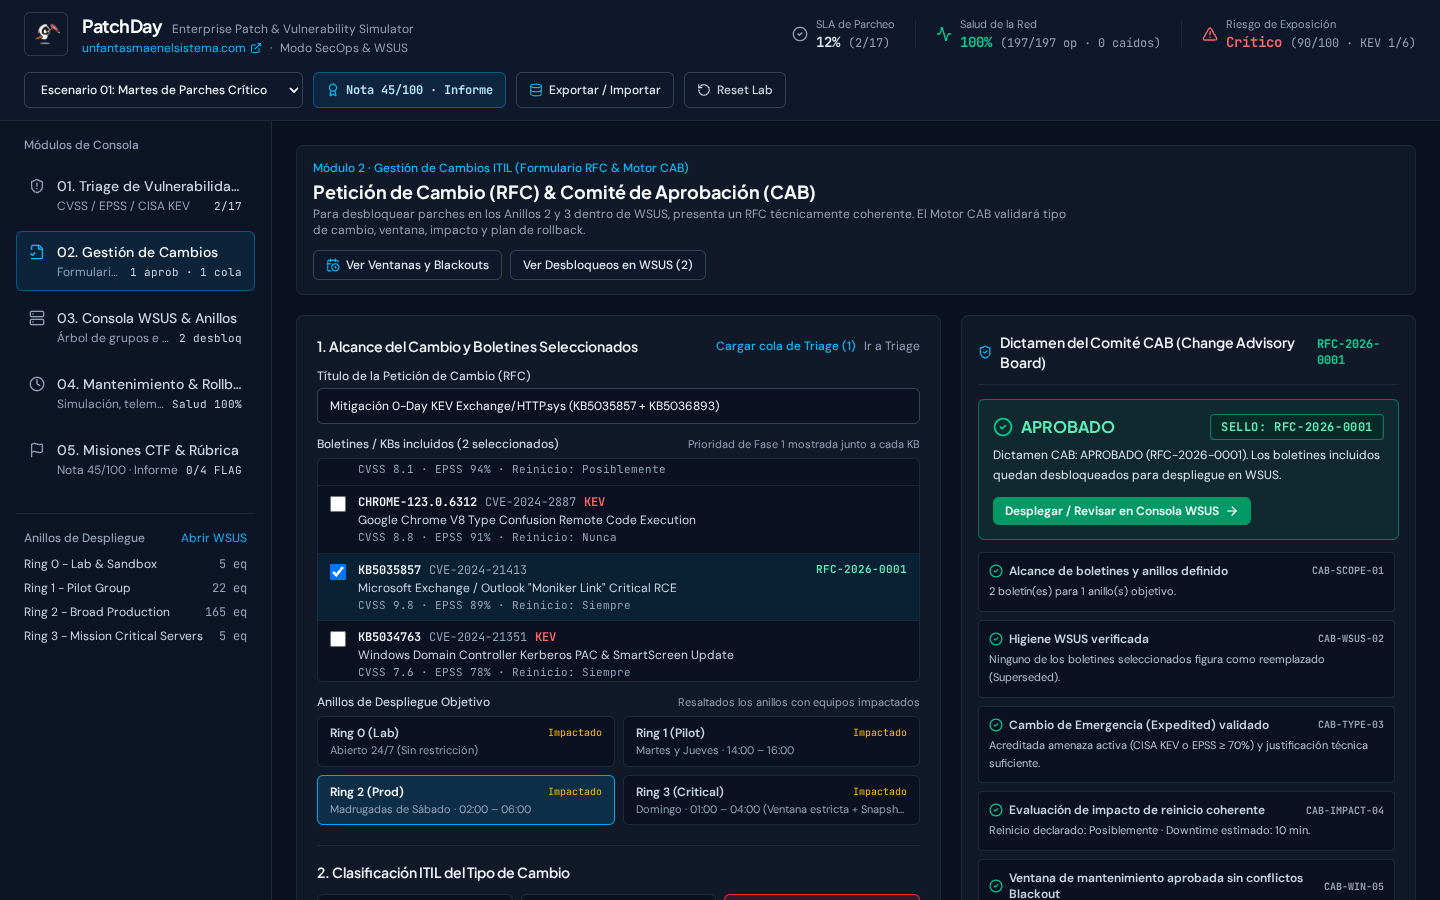 PatchDay Enterprise Patch & Vulnerability Simulator
unfantasmaenelsistema.com · Modo SecOps & WSUS
SLA de Parcheo
12% (2/17)
Salud de la Red
100% (197/197 op · 0 caídos)
Riesgo de Exposición
Crítico (90/100 · KEV 1/6)
Escenario 01: Martes de Parches Crítico
Nota 45/100 · Informe
Exportar / Importar
Reset Lab
Módulos de Consola
01. Triage de Vulnerabilida...
CVSS / EPSS / CISA KEV 2/17
02. Gestión de Cambios
Formulari... 1 aprob · 1 cola
03. Consola WSUS & Anillos
Árbol de grupos e ... 2 desbloq
04. Mantenimiento & Rollb...
Simulación, telem... Salud 100%
05. Misiones CTF & Rúbrica
Nota 45/100 · Informe 0/4 FLAG
Anillos de Despliegue Abrir WSUS
Ring 0 - Lab & Sandbox 5 eq
Ring 1 - Pilot Group 22 eq
Ring 2 - Broad Production 165 eq
Ring 3 - Mission Critical Servers 5 eq
Módulo 2 · Gestión de Cambios ITIL (Formulario RFC & Motor CAB)
Petición de Cambio (RFC) & Comité de Aprobación (CAB)
Para desbloquear parches en los Anillos 2 y 3 dentro de WSUS, presenta un RFC técnicamente coherente. El Motor CAB validará tipo
de cambio, ventana, impacto y plan de rollback.
Ver Ventanas y Blackouts
Ver Desbloqueos en WSUS (2)
1. Alcance del Cambio y Boletines Seleccionados
Cargar cola de Triage (1) Ir a Triage
Título de la Petición de Cambio (RFC)
Mitigación 0-Day KEV Exchange/HTTP.sys (KB5035857 + KB5036893)
Boletines / KBs incluidos (2 seleccionados) Prioridad de Fase 1 mostrada junto a cada KB
CVSS 8.1 · EPSS 94% · Reinicio: Posiblemente
CHROME-123.0.6312 CVE-2024-2887 KEV
Google Chrome V8 Type Confusion Remote Code Execution
CVSS 8.8 · EPSS 91% · Reinicio: Nunca
KB5035857 CVE-2024-21413 RFC-2026-0001
Microsoft Exchange / Outlook "Moniker Link" Critical RCE
CVSS 9.8 · EPSS 89% · Reinicio: Siempre
KB5034763 CVE-2024-21351 KEV
Windows Domain Controller Kerberos PAC & SmartScreen Update
CVSS 7.6 · EPSS 78% · Reinicio: Siempre
Anillos de Despliegue Objetivo Resaltados los anillos con equipos impactados
Ring 0 (Lab) Impactado
Abierto 24/7 (Sin restricción)
Ring 1 (Pilot) Impactado
Martes y Jueves · 14:00 – 16:00
Ring 2 (Prod) Impactado
Madrugadas de Sábado · 02:00 – 06:00
Ring 3 (Critical) Impactado
Domingo · 01:00 – 04:00 (Ventana estricta + Snapsh...
2. Clasificación ITIL del Tipo de Cambio
Dictamen del Comité CAB (Change Advisory
Board)
RFC-2026-
0001
APROBADO
SELLO: RFC-2026-0001
Dictamen CAB: APROBADO (RFC-2026-0001). Los boletines incluidos
quedan desbloqueados para despliegue en WSUS.
Desplegar / Revisar en Consola WSUS →
Alcance de boletines y anillos definido CAB-SCOPE-01
2 boletín(es) para 1 anillo(s) objetivo.
Higiene WSUS verificada CAB-WSUS-02
Ninguno de los boletines seleccionados figura como reemplazado
(Superseded).
Cambio de Emergencia (Expedited) validado CAB-TYPE-03
Acreditada amenaza activa (CISA KEV o EPSS ≥ 70%) y justificación técnica
suficiente.
Evaluación de impacto de reinicio coherente CAB-IMPACT-04
Reinicio declarado: Posiblemente · Downtime estimado: 10 min.
Ventana de mantenimiento aprobada sin conflictos
Blackout
CAB-WIN-05